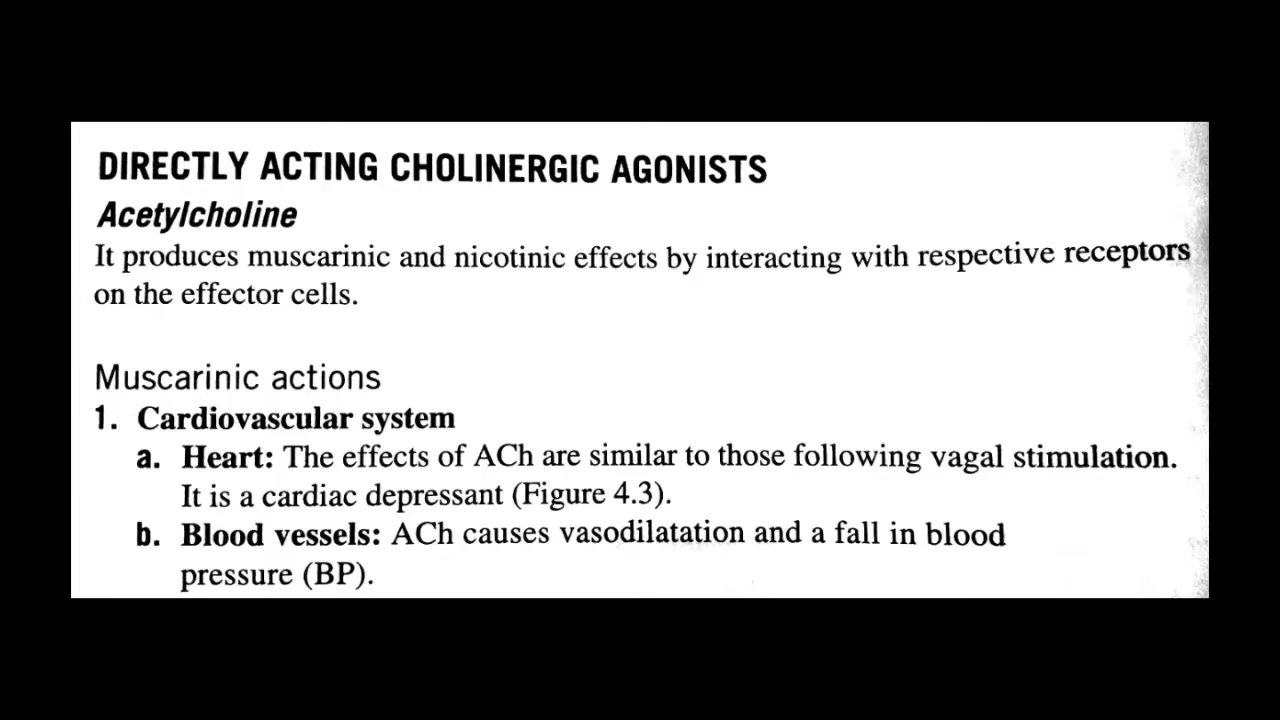 DIRECTLY ACTING CHOLINERGIC AGONISTS
Acetylcholine
It produces muscarinic and nicotinic effects by interacting with respective receptors
on the effector cells.
Muscarinic actions
1. Cardiovascular system
a. Heart: The effects of ACh are similar to those following vagal stimulation.
It is a cardiac depressant (Figure 4.3).
b. Blood vessels: ACh causes vasodilatation and a fall in blood
pressure (BP).